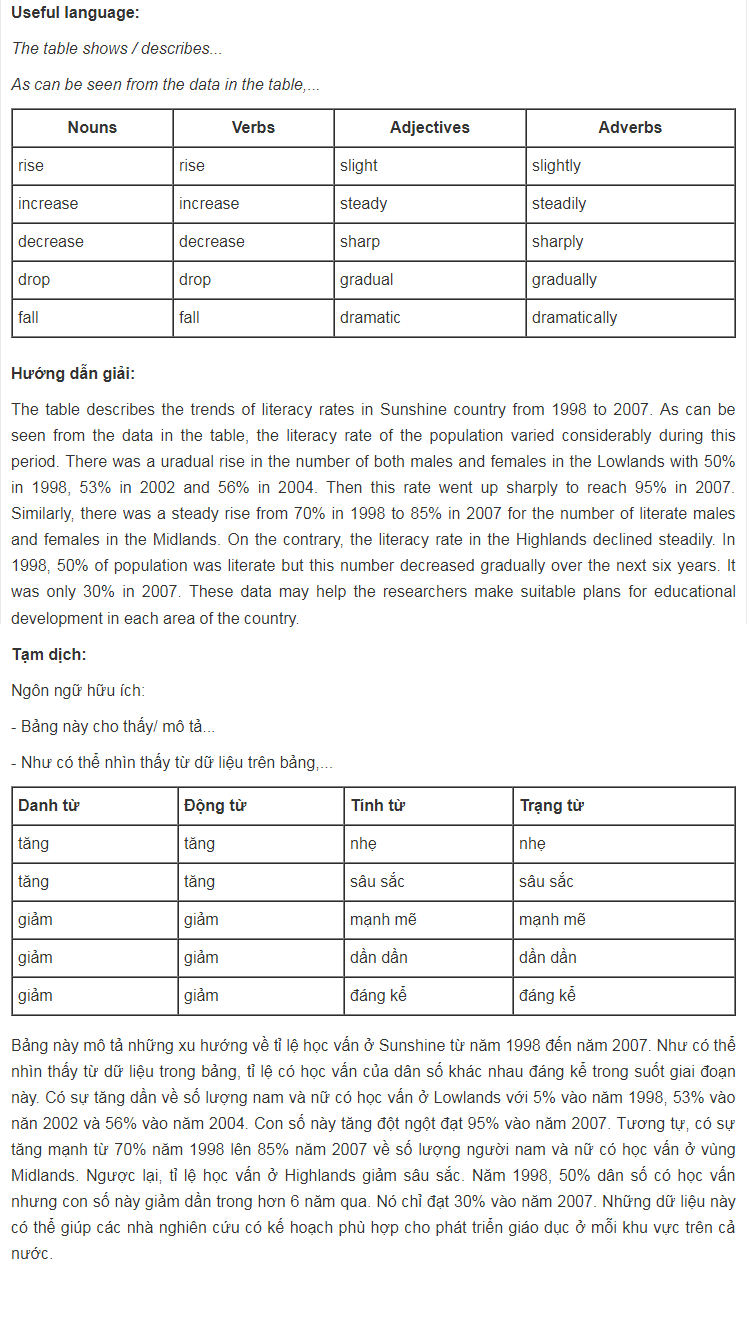 Useful language:
The table shows / describes...
As can be seen from the data in the table,...
Nouns Verbs Adjectives Adverbs
rise rise slight slightly
increase increase steady steadily
decrease decrease sharp sharply
drop drop gradual gradually
fall fall dramatic dramatically
Hướng dẫn giải:
The table describes the trends of literacy rates in Sunshine country from 1998 to 2007. As can be
seen from the data in the table, the literacy rate of the population varied considerably during this
period. There was a uradual rise in the number of both males and females in the Lowlands with 50%
in 1998, 53% in 2002 and 56% in 2004. Then this rate went up sharply to reach 95% in 2007.
Similarly, there was a steady rise from 70% in 1998 to 85% in 2007 for the number of literate males
and females in the Midlands. On the contrary, the literacy rate in the Highlands declined steadily. In
1998, 50% of population was literate but this number decreased gradually over the next six years. It
was only 30% in 2007. These data may help the researchers make suitable plans for educational
development in each area of the country.
Tạm dịch:
Ngôn ngữ hữu ích:
- Bảng này cho thấy/ mô tả...
- Như có thể nhìn thấy từ dữ liệu trên bảng,...
Danh từ Động từ Tính từ Trạng từ
tăng tăng nhẹ nhẹ
tăng tăng sâu sắc sâu sắc
giảm giảm mạnh mẽ mạnh mẽ
giảm giảm dần dần dần dần
giảm giảm đáng kể đáng kể
Bảng này mô tả những xu hướng về tỉ lệ học vấn ở Sunshine từ năm 1998 đến năm 2007. Như có thể
nhìn thấy từ dữ liệu trong bảng, tỉ lệ có học vấn của dân số khác nhau đáng kể trong suốt giai đoạn
này. Có sự tăng dần về số lượng nam và nữ có học vấn ở Lowlands với 5% vào năm 1998, 53% vào
năn 2002 và 56% vào năm 2004. Con số này tăng đột ngột đạt 95% vào năm 2007. Tương tự, có sự
tăng mạnh từ 70% năm 1998 lên 85% năm 2007 về số lượng người nam và nữ có học vấn ở vùng
Midlands. Ngược lại, tỉ lệ học vấn ở Highlands giảm sâu sắc. Năm 1998, 50% dân số có học vấn
nhưng con số này giảm dần trong hơn 6 năm qua. Nó chỉ đạt 30% vào năm 2007. Những dữ liệu này
có thể giúp các nhà nghiên cứu có kế hoạch phù hợp cho phát triển giáo dục ở mỗi khu vực trên cả
nước.